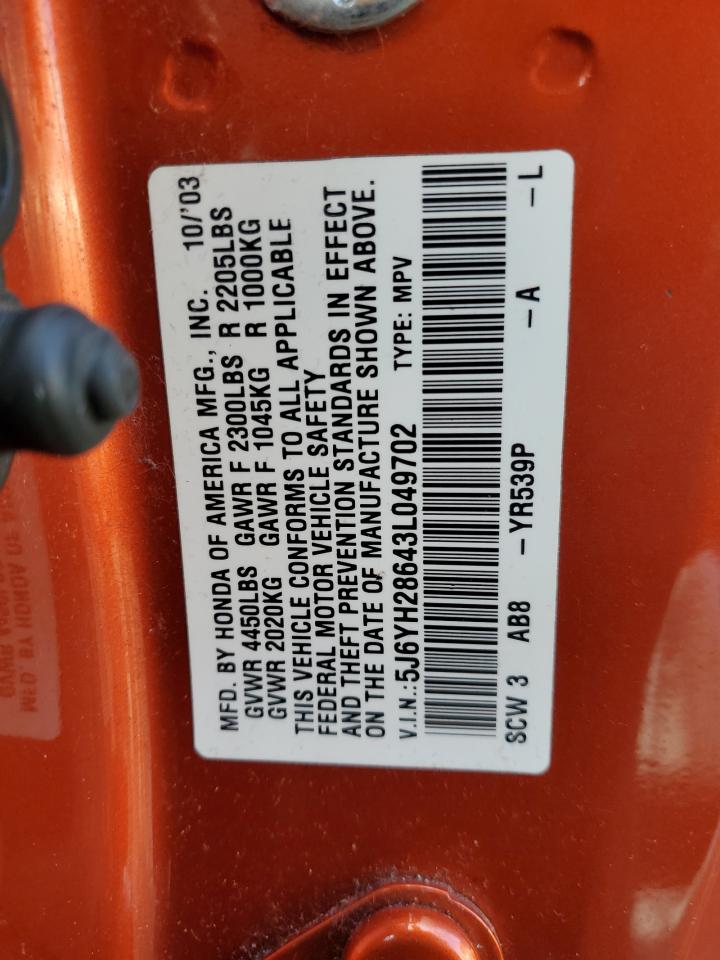 MFD. BY HONDA OF AMERICA MFG., INC. 10/'03
GVWR 4450LBS GAWR F 2300LBS R 2205LBS
GVWR 2020KG GAWR F 1045KG R 1000KG
THIS VEHICLE CONFORMS TO ALL APPLICABLE
FEDERAL MOTOR VEHICLE SAFETY
AND THEFT PREVENTION STANDARDS IN EFFECT
ON THE DATE OF MANUFACTURE SHOWN ABOVE.
V.I.N.:5J6YH28643L049702 TYPE: MPV
SCW 3 AB8 -YR539P -A -L